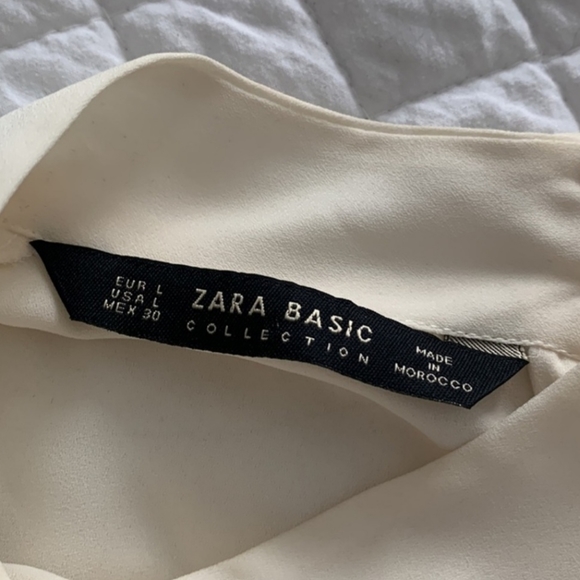 EUR L
USA L
MEX 30
ZARA BASIC
COLLECTION
MADE
IN
MOROCCO